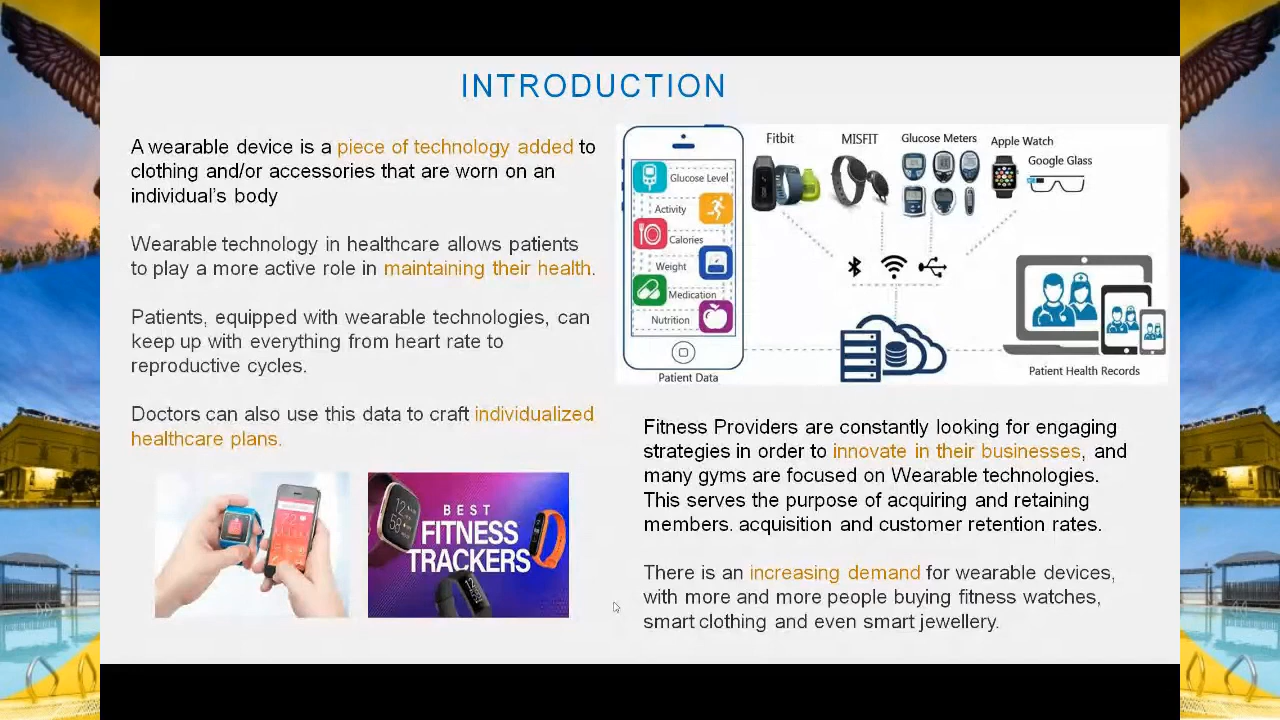 INTRODUCTION
A wearable device is a piece of technology added to
clothing and/or accessories that are worn on an
individual's body
Wearable technology in healthcare allows patients
to play a more active role in maintaining their health.
Patients, equipped with wearable technologies, can
keep up with everything from heart rate to
reproductive cycles.
Doctors can also use this data to craft individualized
healthcare plans.
BEST
FITNESS
TRACKERS
Glucose Level
Activity
Calories
Weight
Medication
Nutrition
Patient Data
Fitbit
MISFIT
Glucose Meters
Apple Watch
Google Glass
Patient Health Records
Fitness Providers are constantly looking for engaging
strategies in order to innovate in their businesses, and
many gyms are focused on Wearable technologies.
This serves the purpose of acquiring and retaining
members. acquisition and customer retention rates.
There is an increasing demand for wearable devices,
with more and more people buying fitness watches,
smart clothing and even smart jewellery.